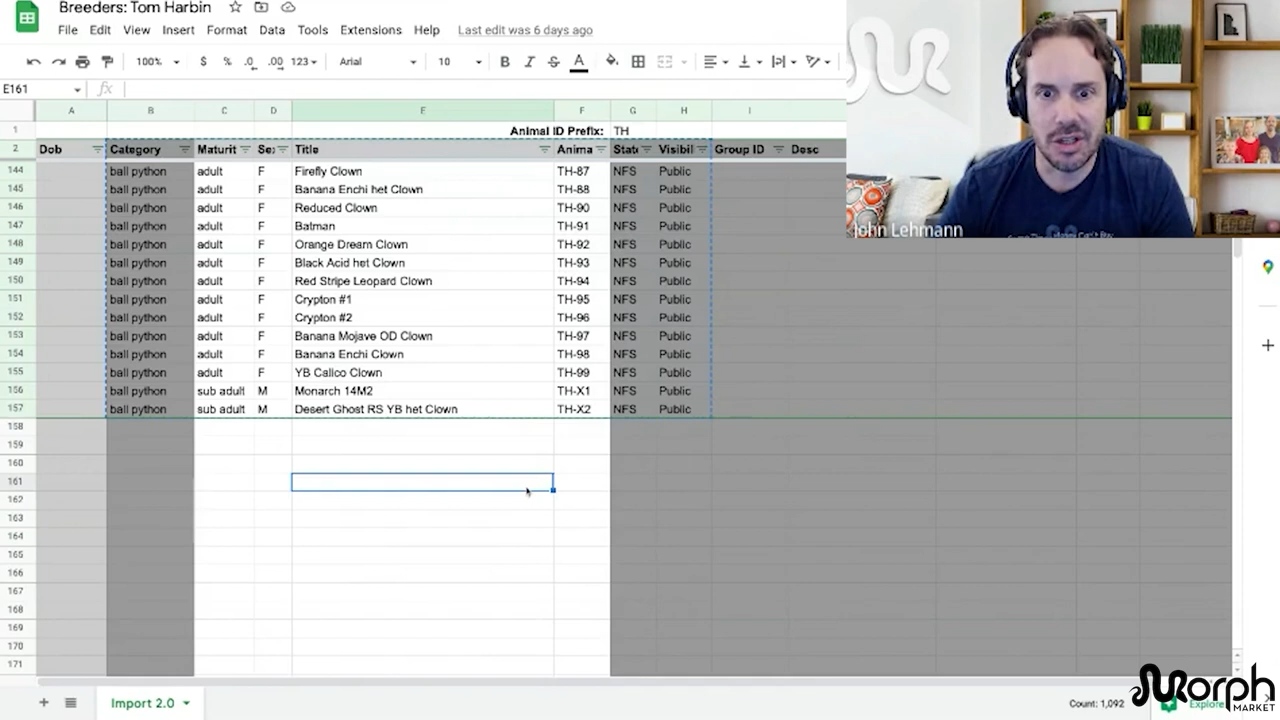 Breeders: Tom Harbin
File Edit View Insert Format Data Tools Extensions Help Last edit was 6 days ago
100% $ % .0 .00 123 Arial 10 B I S A
E161 fx
A B C D E F G H I
1 Animal ID Prefix: TH
2 Dob Category Maturit Se: Title Anima Stat Visibil Group ID Desc
144 ball python adult F Firefly Clown TH-87 NFS Public
145 ball python adult F Banana Enchi het Clown TH-88 NFS Public
146 ball python adult F Reduced Clown TH-90 NFS Public
147 ball python adult F Batman TH-91 NFS Public
148 ball python adult F Orange Dream Clown TH-92 NFS Public
149 ball python adult F Black Acid het Clown TH-93 NFS Public
150 ball python adult F Red Stripe Leopard Clown TH-94 NFS Public
151 ball python adult F Crypton #1 TH-95 NFS Public
152 ball python adult F Crypton #2 TH-96 NFS Public
153 ball python adult F Banana Mojave OD Clown TH-97 NFS Public
154 ball python adult F Banana Enchi Clown TH-98 NFS Public
155 ball python adult F YB Calico Clown TH-99 NFS Public
156 ball python sub adult M Monarch 14M2 TH-X1 NFS Public
157 ball python sub adult M Desert Ghost RS YB het Clown TH-X2 NFS Public
158
159
160
161
162
163
164
165
166
167
168
169
170
171
John Lehmann
Import 2.0 Count: 1,092 Explore
Morph
MARKET